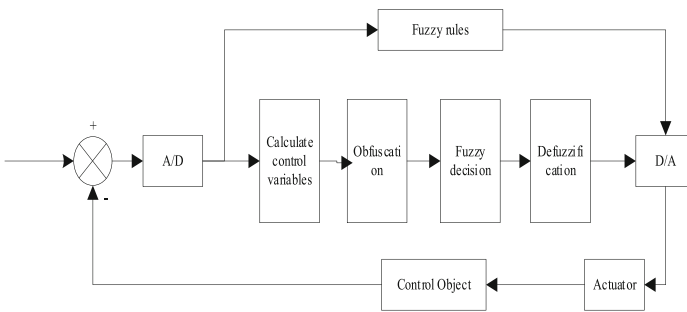 Fuzzy rules
+
A/D
Calculate
control
variables
Obfuscati
on
Fuzzy
decision
Defuzzifi
cation
D/A
-
Control Object
Actuator